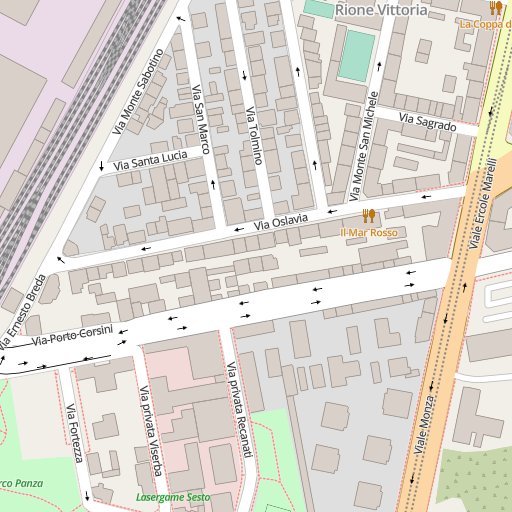 Rione Vittoria
La Coppa d
Via Monte Sabotino
Via San Marco
Via Tolmino
Via Monte San Michele
Via Sagrado
Via Santa Lucia
Via Oslavia
Il Mar Rosso
Viale Ercole Marelli
Via Ernesto Breda
Via Porto Corsini
Via Fortezza
Via privata Viserba
Via privata Recanati
Viale Monza
rco Panza
Lasergame Sesto